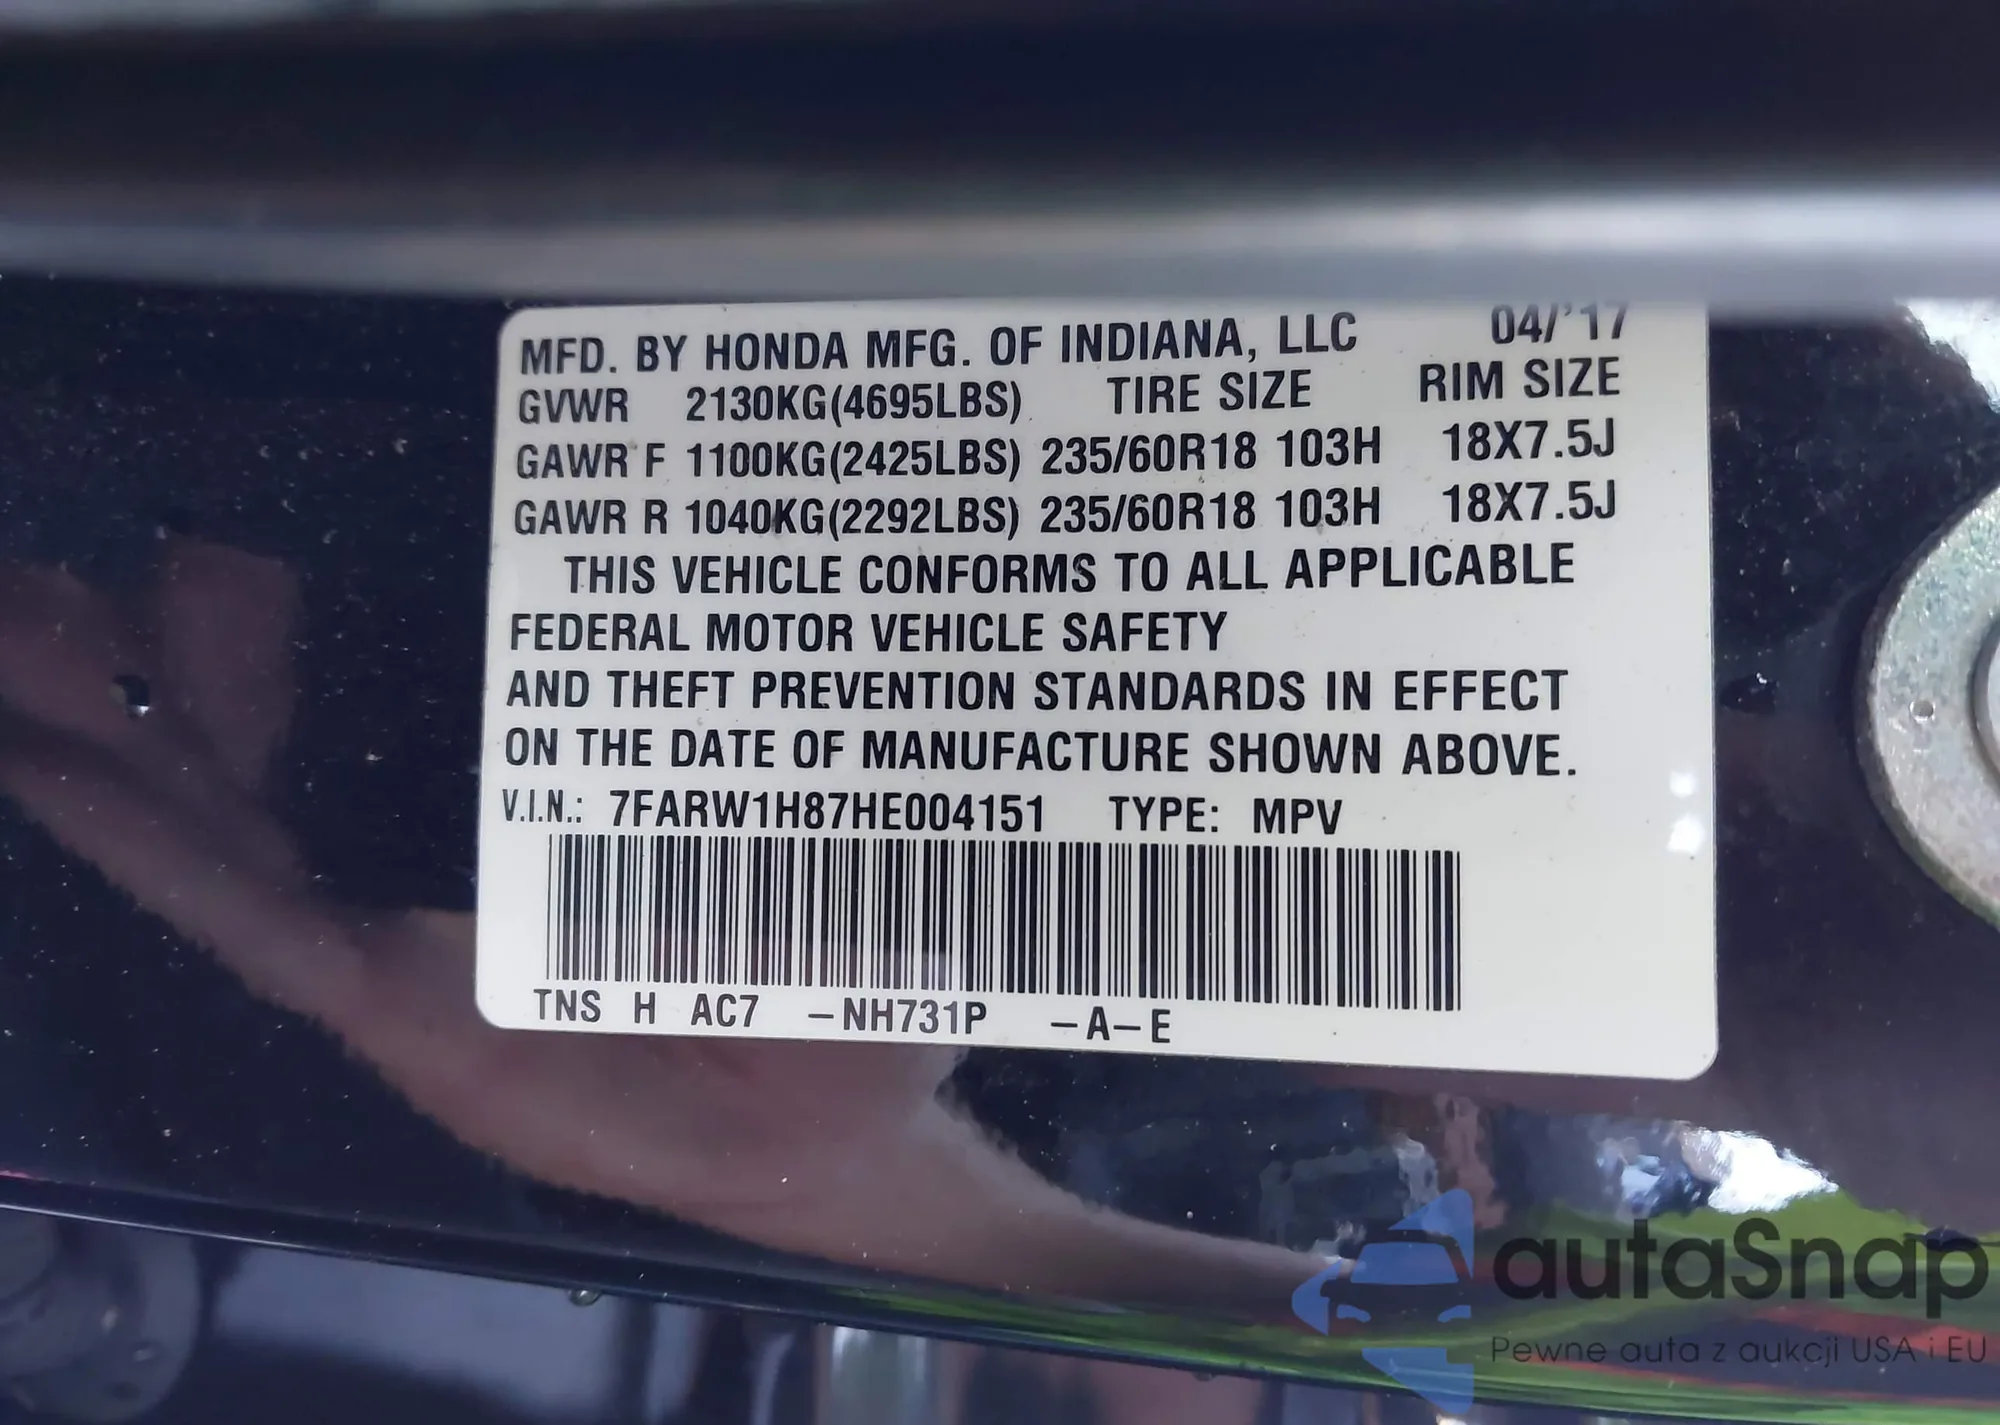 MFD. BY HONDA MFG. OF INDIANA, LLC 04/'17
GVWR 2130KG(4695LBS) TIRE SIZE RIM SIZE
GAWR F 1100KG(2425LBS) 235/60R18 103H 18X7.5J
GAWR R 1040KG(2292LBS) 235/60R18 103H 18X7.5J
THIS VEHICLE CONFORMS TO ALL APPLICABLE
FEDERAL MOTOR VEHICLE SAFETY
AND THEFT PREVENTION STANDARDS IN EFFECT
ON THE DATE OF MANUFACTURE SHOWN ABOVE.
V.I.N.: 7FARW1H87HE004151 TYPE: MPV
TNS H AC7 -NH731P -A-E
autaSnap
Pewne auta z aukcji USA i EU